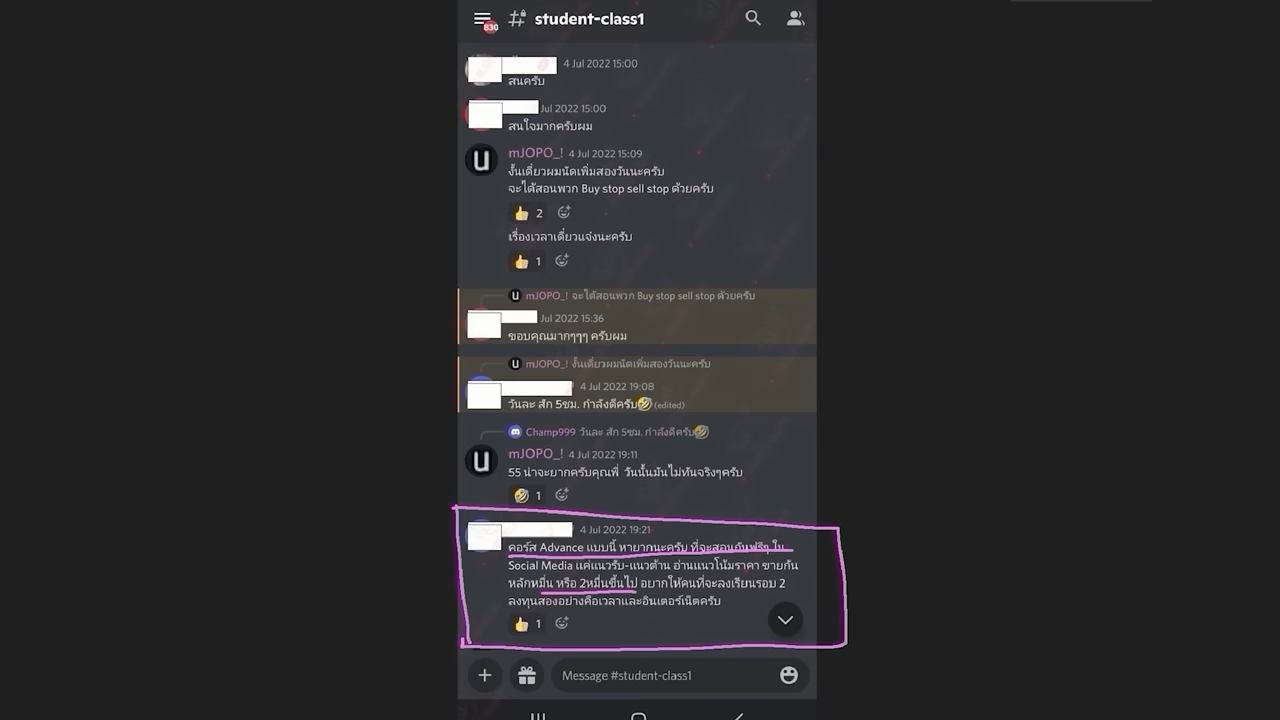 830
student-class1
4 Jul 2022 15:00
สนครับ
Jul 2022 15:00
สนใจมากครับผม
mJOPO_! 4 Jul 2022 15:09
งั้นเดี่ยวผมนัดเพิ่มสองวันนะครับ
จะได้สอนพวก Buy stop sell stop ด้วยครับ
2
เรื่องเวลาเดี่ยวแจ้งนะครับ
1
mJOPO_! จะได้สอนพวก Buy stop sell stop ด้วยครับ
Jul 2022 15:36
ขอบคุณมากๆๆๆ ครับผม
mJOPO_! งั้นเดี่ยวผมนัดเพิ่มสองวันนะครับ
4 Jul 2022 19:08
วันละ สัก 5ชม. กำลังดีครับ🤣 (edited)
Champ999 วันละ สัก 5ชม. กำลังดีครับ🤣
mJOPO_! 4 Jul 2022 19:11
55 น่าจะยากครับคุณพี่ วันนั้นมันไม่ทันจริงๆครับ
1
4 Jul 2022 19:21
คอร์ส Advance แบบนี้ หายากนะครับ ที่จะสอนกันฟรีๆ ใน
Social Media แค่แนวรับ-แนวต้าน อ่านแนวโน้มราคา ขายกัน
หลักหมื่น หรือ 2หมื่นขึ้นไป อยากให้คนที่จะลงเรียนรอบ 2
ลงทุนสองอย่างคือเวลาและอินเตอร์เน็ตครับ
1
Message #student-class1